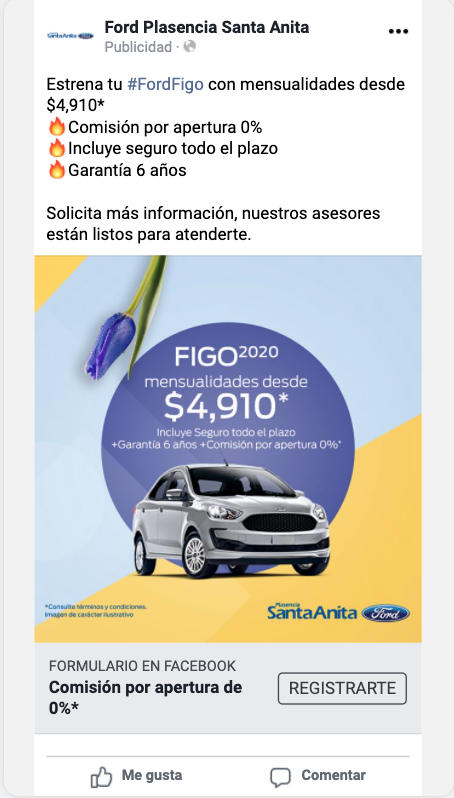 SantaAnita Ford
Ford Plasencia Santa Anita
Publicidad ·
Estrena tu #FordFigo con mensualidades desde
$4,910*
🔥Comisión por apertura 0%
🔥Incluye seguro todo el plazo
🔥Garantía 6 años
Solicita más información, nuestros asesores
están listos para atenderte.
FIGO2020
mensualidades desde
$4,910*
Incluye Seguro todo el plazo
+Garantía 6 años +Comisión por apertura 0%*
*Consulta términos y condiciones.
Imagen de carácter ilustrativo
Plasencia
SantaAnita Ford
FORMULARIO EN FACEBOOK
Comisión por apertura de
0%*
REGISTRARTE
Me gusta
Comentar